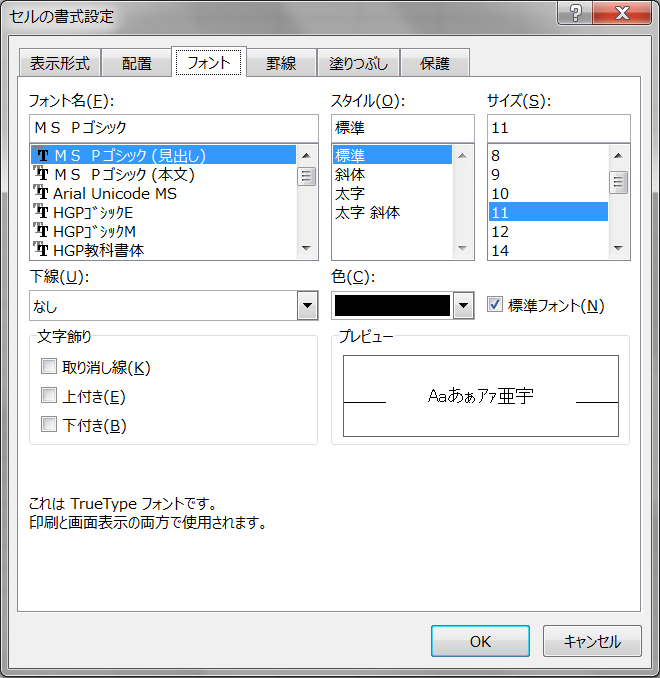 セルの書式設定
表示形式 配置 フォント 罫線 塗りつぶし 保護
フォント名(F): スタイル(O): サイズ(S):
ＭＳ Ｐゴシック 標準 11
ＭＳ Ｐゴシック (見出し) 標準 8
ＭＳ Ｐゴシック (本文) 斜体 9
Arial Unicode MS 太字 10
HGPｺﾞｼｯｸE 太字 斜体 11
HGPｺﾞｼｯｸM 12
HGP教科書体 14
下線(U): 色(C):
なし 標準フォント(N)
文字飾り プレビュー
取り消し線(K)
上付き(E) Aaあぁアァ亜宇
下付き(B)
これは TrueType フォントです。
印刷と画面表示の両方で使用されます。
OK キャンセル